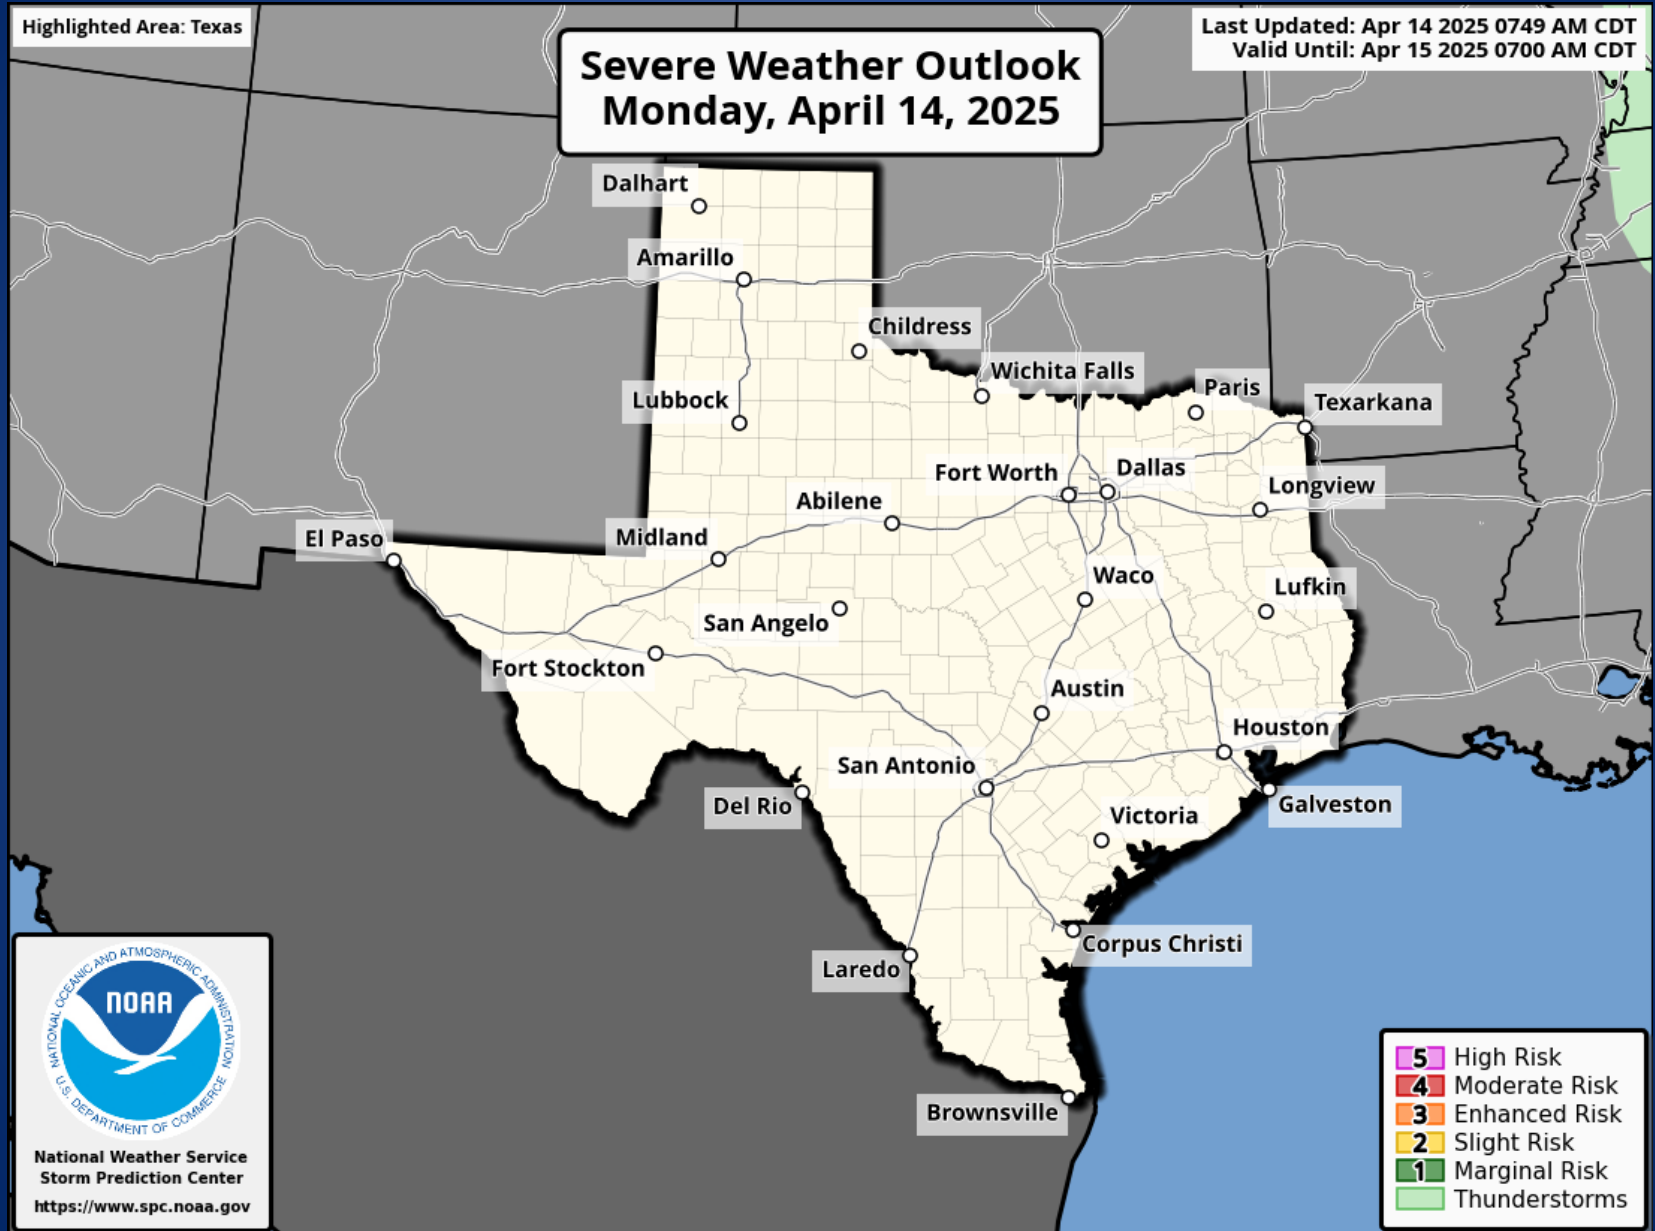 Highlighted Area: Texas
Severe Weather Outlook
Monday, April 14, 2025
Last Updated: Apr 14 2025 0749 AM CDT
Valid Until: Apr 15 2025 0700 AM CDT
Dalhart
Amarillo
Childress
Wichita Falls
Paris
Lubbock
Texarkana
Fort Worth
Dallas
Longview
Abilene
El Paso
Midland
Waco
Lufkin
San Angelo
Fort Stockton
Austin
Houston
San Antonio
Del Rio
Galveston
Victoria
Corpus Christi
Laredo
Brownsville
NATIONAL OCEANIC AND ATMOSPHERIC ADMINISTRATION
NOAA
U.S. DEPARTMENT OF COMMERCE
National Weather Service
Storm Prediction Center
https://www.spc.noaa.gov
5 High Risk
4 Moderate Risk
3 Enhanced Risk
2 Slight Risk
1 Marginal Risk
Thunderstorms